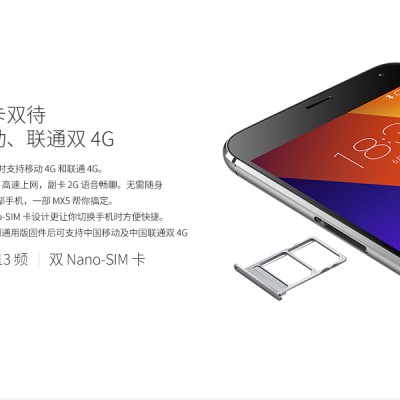 卡双待
动、联通双 4G
时支持移动 4G 和联通 4G。
高速上网，副卡 2G 语音畅聊。无需随身
部手机，一部 MX5 帮你搞定。
o-SIM 卡设计更让你切换手机时方便快捷。
通用版固件后可支持中国移动及中国联通双 4G
13 频 | 双 Nano-SIM 卡